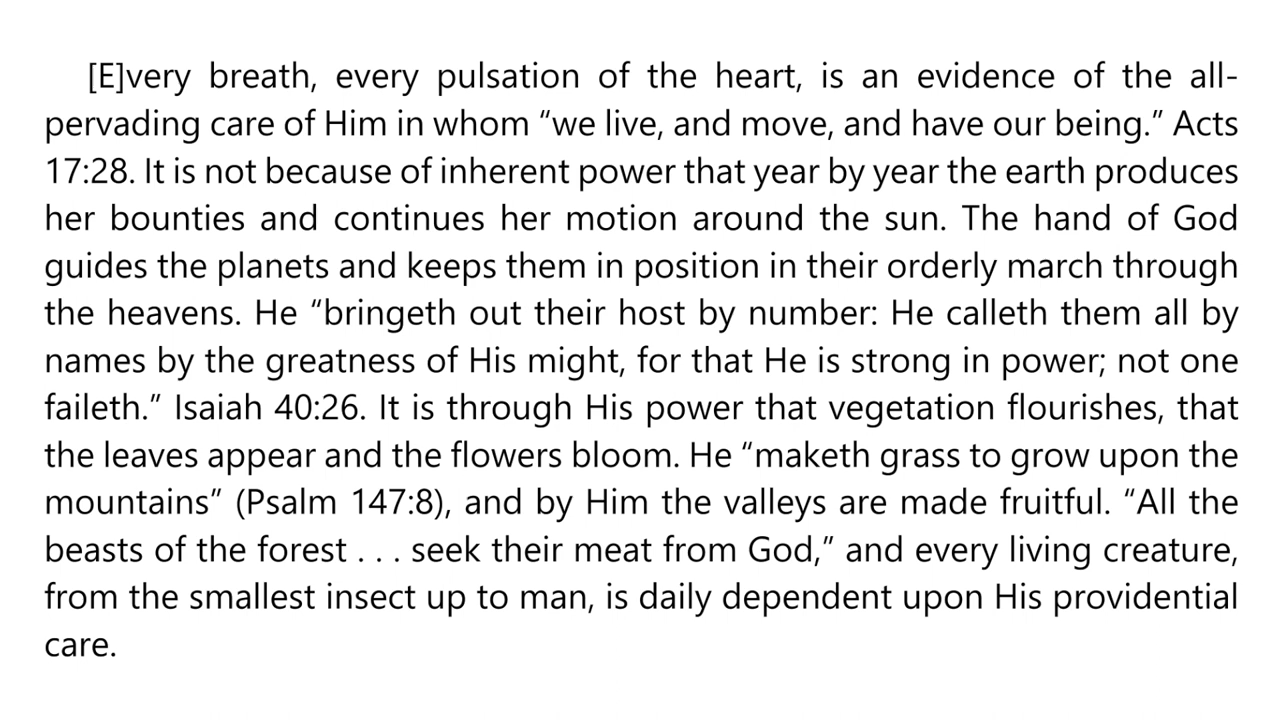 [E]very breath, every pulsation of the heart, is an evidence of the all-
pervading care of Him in whom “we live, and move, and have our being.” Acts
17:28. It is not because of inherent power that year by year the earth produces
her bounties and continues her motion around the sun. The hand of God
guides the planets and keeps them in position in their orderly march through
the heavens. He “bringeth out their host by number: He calleth them all by
names by the greatness of His might, for that He is strong in power; not one
faileth.” Isaiah 40:26. It is through His power that vegetation flourishes, that
the leaves appear and the flowers bloom. He “maketh grass to grow upon the
mountains” (Psalm 147:8), and by Him the valleys are made fruitful. “All the
beasts of the forest . . . seek their meat from God,” and every living creature,
from the smallest insect up to man, is daily dependent upon His providential
care.